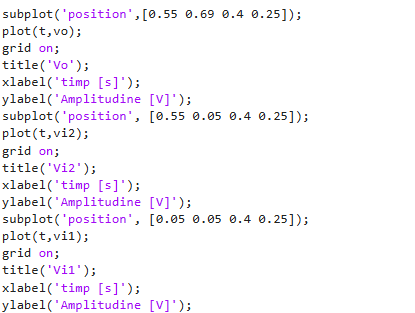 subplot('position',[0.55 0.69 0.4 0.25]);
plot(t,vo);
grid on;
title('Vo');
xlabel('timp [s]');
ylabel('Amplitudine [V]');
subplot('position', [0.55 0.05 0.4 0.25]);
plot(t,vi2);
grid on;
title('Vi2');
xlabel('timp [s]');
ylabel('Amplitudine [V]');
subplot('position', [0.05 0.05 0.4 0.25]);
plot(t,vi1);
grid on;
title('Vi1');
xlabel('timp [s]');
ylabel('Amplitudine [V]');